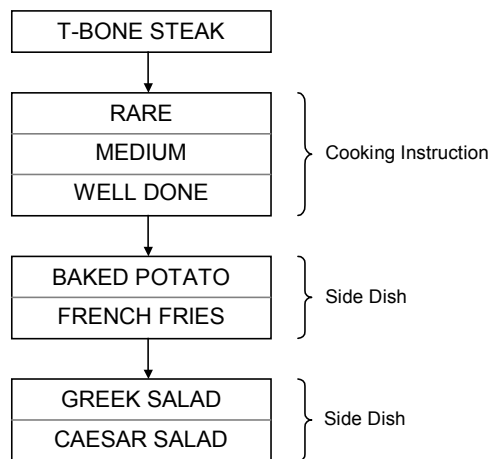 T-BONE STEAK
RARE
MEDIUM
WELL DONE
Cooking Instruction
BAKED POTATO
FRENCH FRIES
Side Dish
GREEK SALAD
CAESAR SALAD
Side Dish